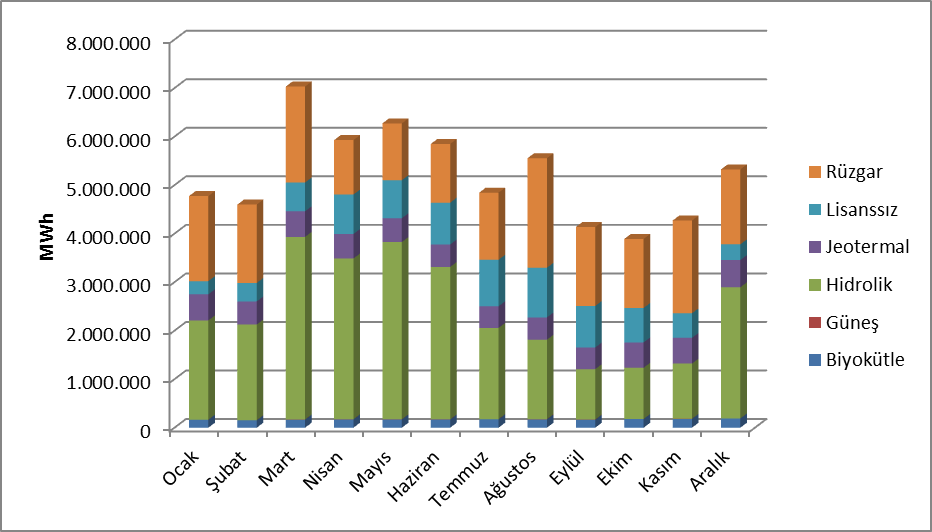 8.000.000
7.000.000
6.000.000
5.000.000
4.000.000
3.000.000
2.000.000
1.000.000
0
MWh
Ocak
Şubat
Mart
Nisan
Mayıs
Haziran
Temmuz
Ağustos
Eylül
Ekim
Kasım
Aralık
Rüzgar
Lisanssız
Jeotermal
Hidrolik
Güneş
Biyokütle